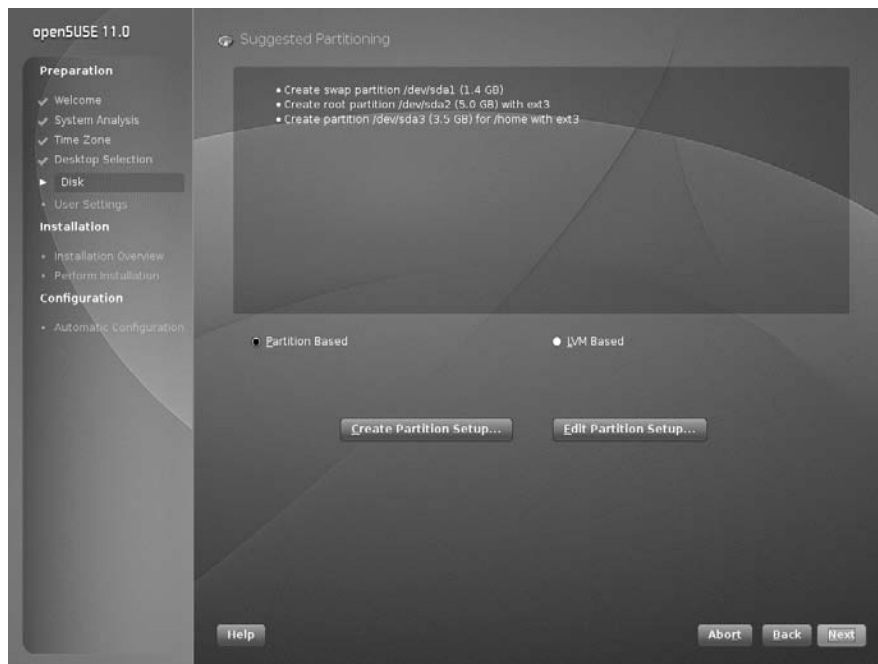 openSUSE 11.0
Preparation
Welcome
System Analysis
Time Zone
Desktop Selection
Disk
User Settings
Installation
Installation Overview
Perform Installation
Configuration
Automatic Configuration
Suggested Partitioning
• Create swap partition /dev/sda1 (1.4 GB)
• Create root partition /dev/sda2 (5.0 GB) with ext3
• Create partition /dev/sda3 (3.5 GB) for /home with ext3
Partition Based
LVM Based
Create Partition Setup...
Edit Partition Setup...
Help
Abort
Back
Next